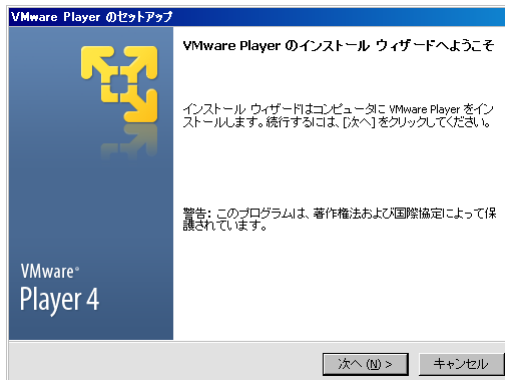 VMware Player のセットアップ
VMware Player のインストール ウィザードへようこそ
インストール ウィザードはコンピュータに VMware Player をイン
ストールします。続行するには、[次へ] をクリックしてください。
警告: このプログラムは、著作権法および国際協定によって保
護されています。
VMware®
Player 4
次へ (N) >
キャンセル